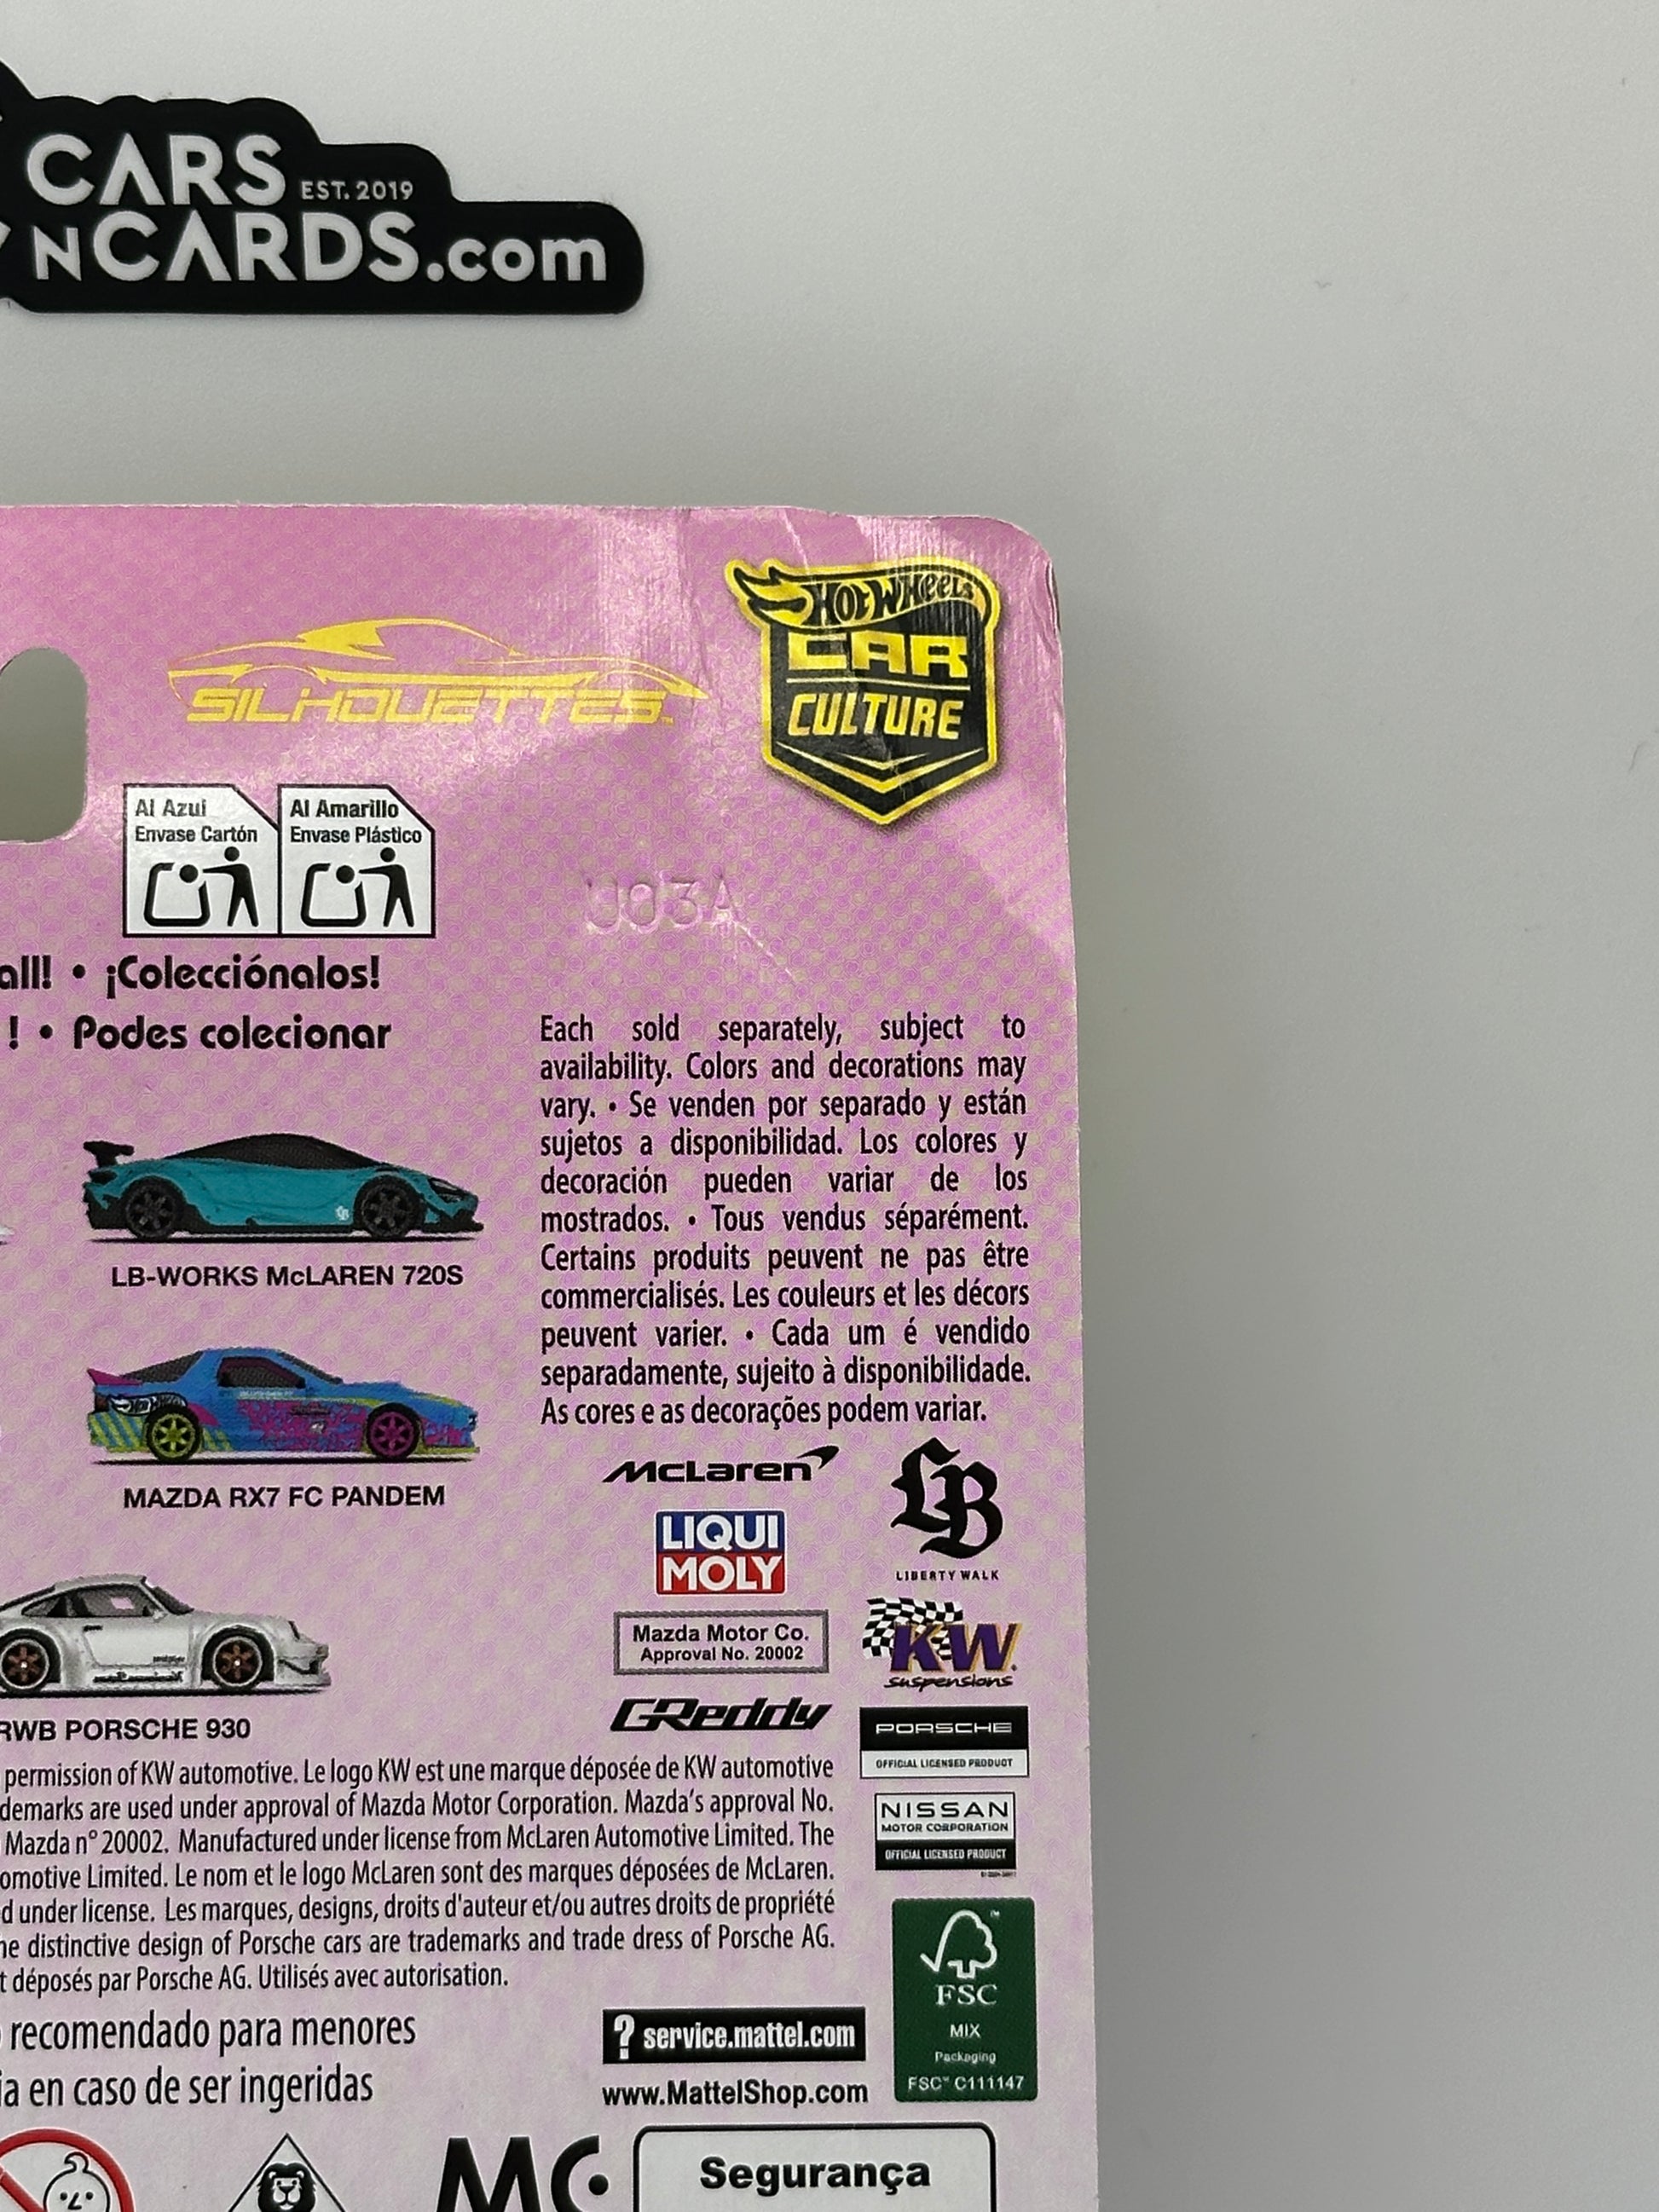 CARS EST. 2019
NCARDS.com
HOT WHEELS
CAR
CULTURE
SILHOUETTES™
Al Azul
Envase Cartón
Al Amarillo
Envase Plástico
U03A
all! • ¡Colecciónalos!
! • Podes colecionar
Each sold separately, subject to
availability. Colors and decorations may
vary. • Se venden por separado y están
sujetos a disponibilidad. Los colores y
decoración pueden variar de los
mostrados. • Tous vendus séparément.
Certains produits peuvent ne pas être
commercialisés. Les couleurs et les décors
peuvent varier. • Cada um é vendido
separadamente, sujeito à disponibilidade.
As cores e as decorações podem variar.
LB-WORKS McLAREN 720S
MAZDA RX7 FC PANDEM
RWB PORSCHE 930
McLaren
LB
LIBERTY WALK
LIQUI
MOLY
Mazda Motor Co.
Approval No. 20002
KW
suspensions
GReddy
PORSCHE
OFFICIAL LICENSED PRODUCT
NISSAN
MOTOR CORPORATION
OFFICIAL LICENSED PRODUCT
permission of KW automotive. Le logo KW est une marque déposée de KW automotive
demarks are used under approval of Mazda Motor Corporation. Mazda's approval No.
Mazda n° 20002. Manufactured under license from McLaren Automotive Limited. The
omotive Limited. Le nom et le logo McLaren sont des marques déposées de McLaren.
d under license. Les marques, designs, droits d'auteur et/ou autres droits de propriété
he distinctive design of Porsche cars are trademarks and trade dress of Porsche AG.
t déposés par Porsche AG. Utilisés avec autorisation.
recomendado para menores
ia en caso de ser ingeridas
? service.mattel.com
www.MattelShop.com
FSC
MIX
Packaging
FSC™ C111147
MC
Segurança